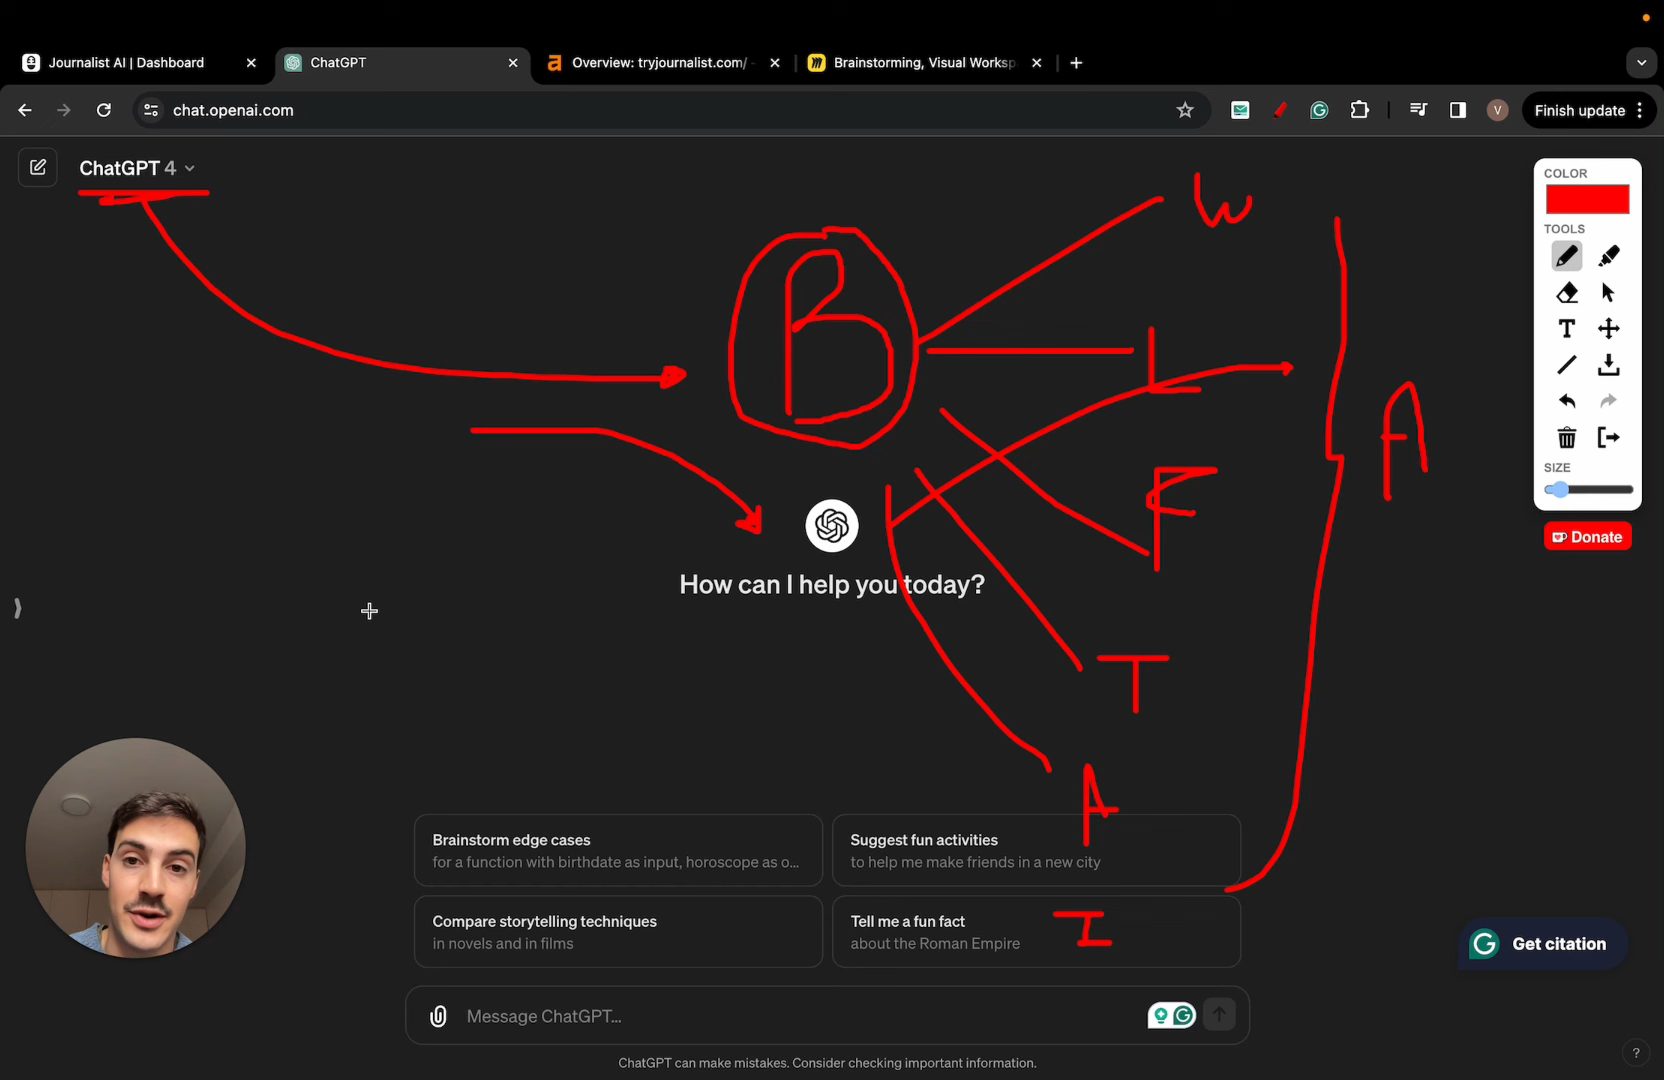 Journalist AI | Dashboard
ChatGPT
Overview: tryjournalist.com/
Brainstorming, Visual Worksp
chat.openai.com
V
Finish update
ChatGPT 4
COLOR
TOOLS
T
SIZE
Donate
B
W
L
F
T
A
I
A
How can I help you today?
Brainstorm edge cases
for a function with birthdate as input, horoscope as o...
Suggest fun activities
to help me make friends in a new city
Compare storytelling techniques
in novels and in films
Tell me a fun fact
about the Roman Empire
Get citation
Message ChatGPT...
ChatGPT can make mistakes. Consider checking important information.
?